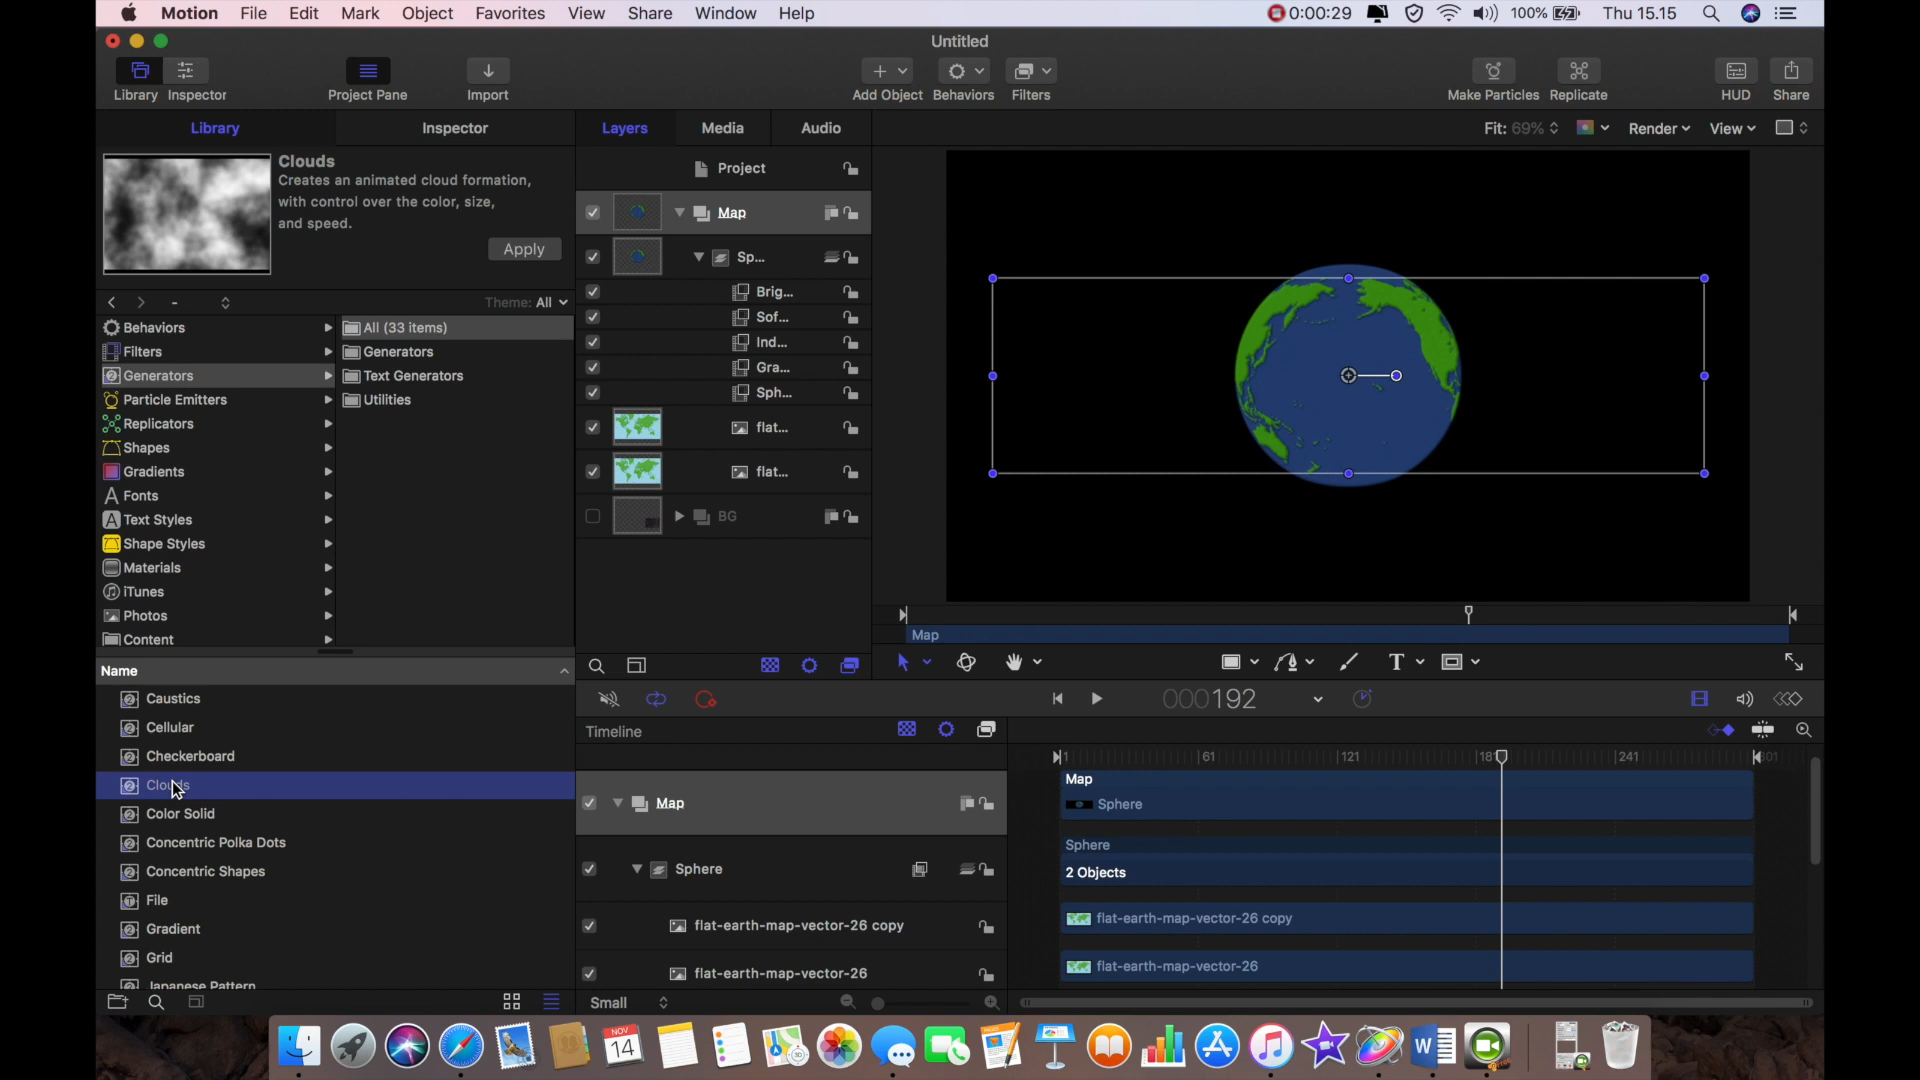 Motion File Edit Mark Object Favorites View Share Window Help
0:00:29 100% Thu 15.15
Untitled
Library Inspector Project Pane Import Add Object Behaviors Filters Make Particles Replicate HUD Share
Library Inspector Layers Media Audio Fit: 69% Render View
Clouds
Creates an animated cloud formation,
with control over the color, size,
and speed.
Apply
- Theme: All
Behaviors
Filters
Generators
Particle Emitters
Replicators
Shapes
Gradients
Fonts
Text Styles
Shape Styles
Materials
iTunes
Photos
Content
All (33 items)
Generators
Text Generators
Utilities
Name
Caustics
Cellular
Checkerboard
Clouds
Color Solid
Concentric Polka Dots
Concentric Shapes
File
Gradient
Grid
Japanese Pattern
Project
Map
Sp...
Brig...
Sof...
Ind...
Gra...
Sph...
flat...
flat...
BG
Map
T
000192
Timeline
1 61 121 181 241 301
Map
Sphere
flat-earth-map-vector-26 copy
flat-earth-map-vector-26
Small
Map
Sphere
Sphere
2 Objects
flat-earth-map-vector-26 copy
flat-earth-map-vector-26
NOV
14
3D
PAGES
W